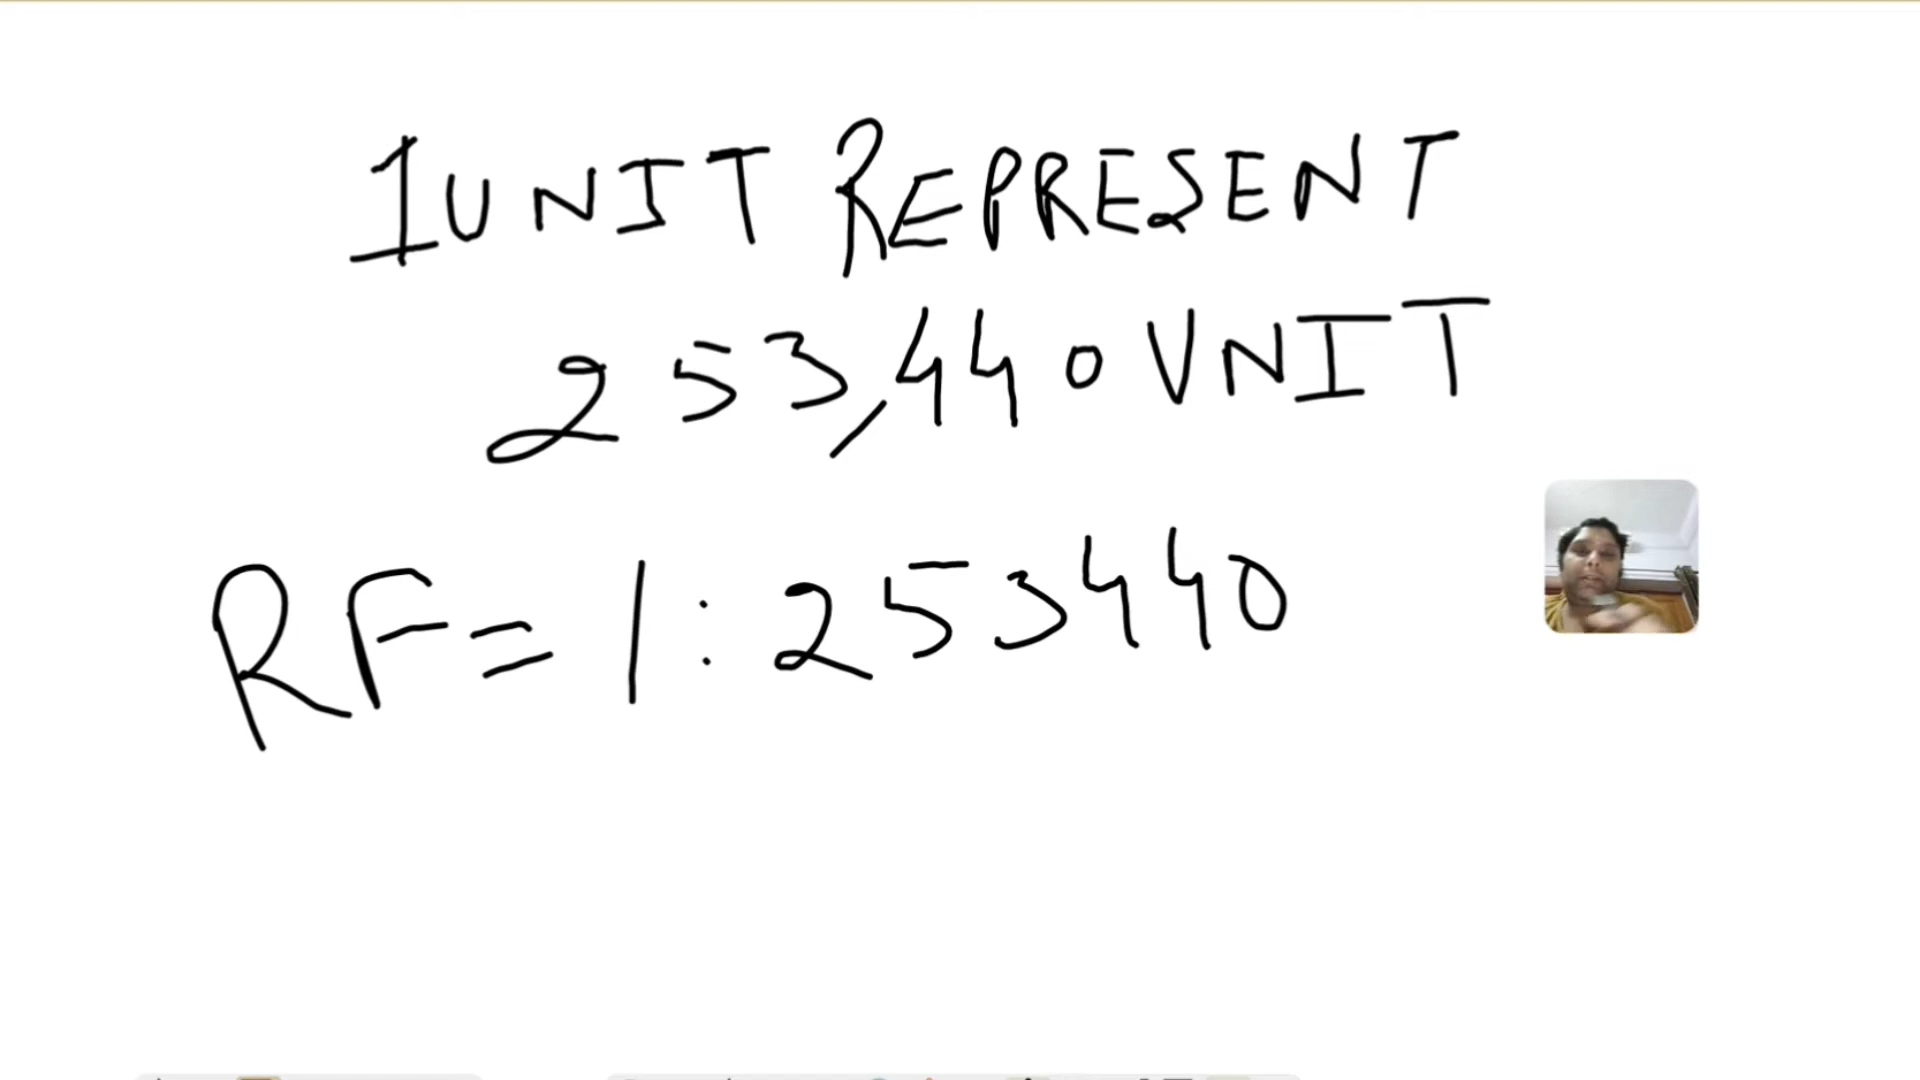 1 UNIT REPRESENT
253,440 UNIT
RF = 1 : 253440